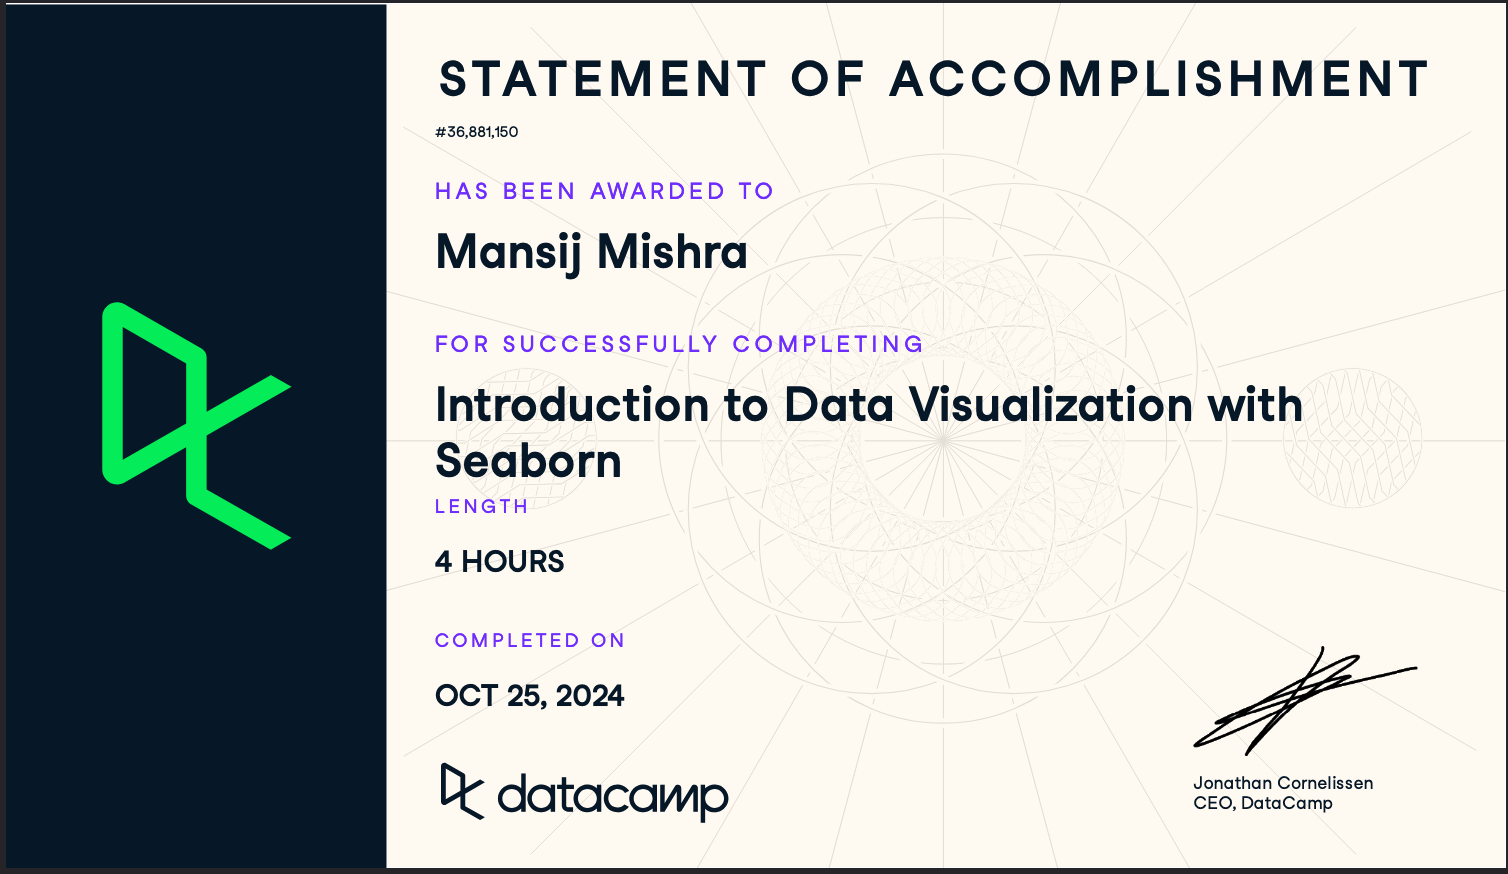 STATEMENT OF ACCOMPLISHMENT
#36,881,150
HAS BEEN AWARDED TO
Mansij Mishra
FOR SUCCESSFULLY COMPLETING
Introduction to Data Visualization with
Seaborn
LENGTH
4 HOURS
COMPLETED ON
OCT 25, 2024
datacamp
Jonathan Cornelissen
CEO, DataCamp